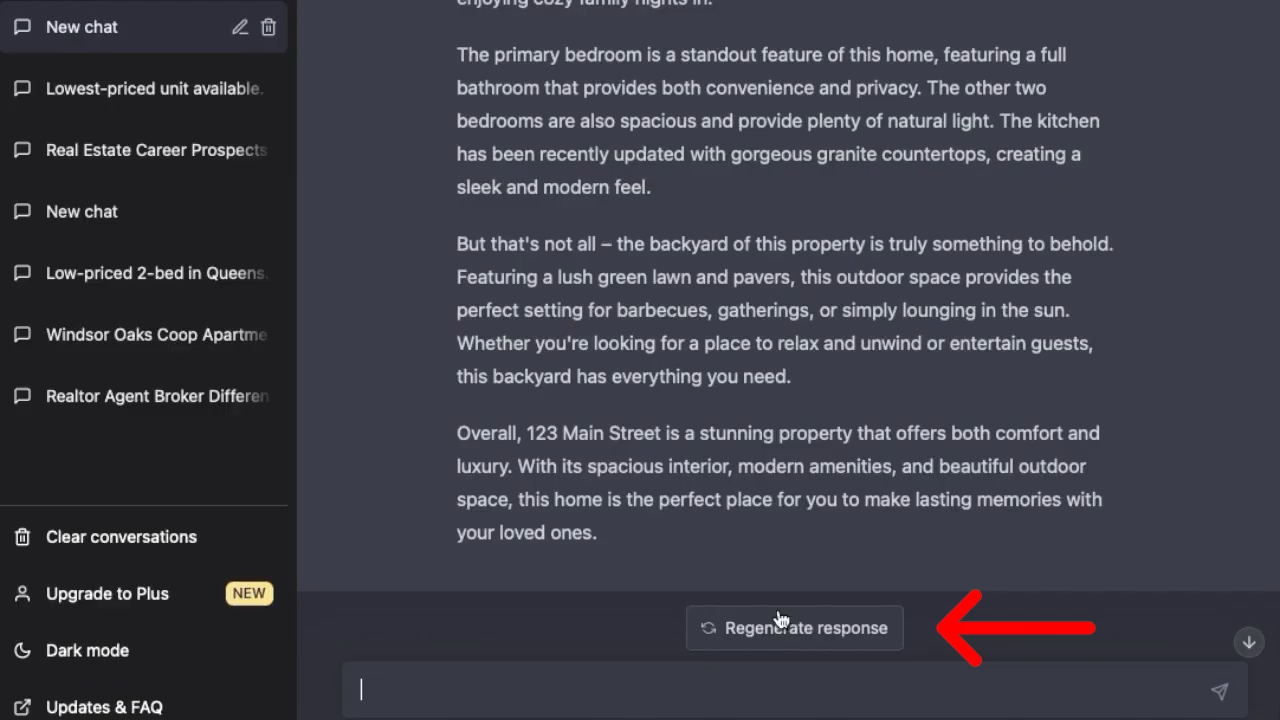 New chat
Lowest-priced unit available.
Real Estate Career Prospects
New chat
Low-priced 2-bed in Queens.
Windsor Oaks Coop Apartme
Realtor Agent Broker Differen
Clear conversations
Upgrade to Plus NEW
Dark mode
Updates & FAQ
enjoying cozy family nights in.
The primary bedroom is a standout feature of this home, featuring a full
bathroom that provides both convenience and privacy. The other two
bedrooms are also spacious and provide plenty of natural light. The kitchen
has been recently updated with gorgeous granite countertops, creating a
sleek and modern feel.
But that's not all – the backyard of this property is truly something to behold.
Featuring a lush green lawn and pavers, this outdoor space provides the
perfect setting for barbecues, gatherings, or simply lounging in the sun.
Whether you're looking for a place to relax and unwind or entertain guests,
this backyard has everything you need.
Overall, 123 Main Street is a stunning property that offers both comfort and
luxury. With its spacious interior, modern amenities, and beautiful outdoor
space, this home is the perfect place for you to make lasting memories with
your loved ones.
Regenerate response